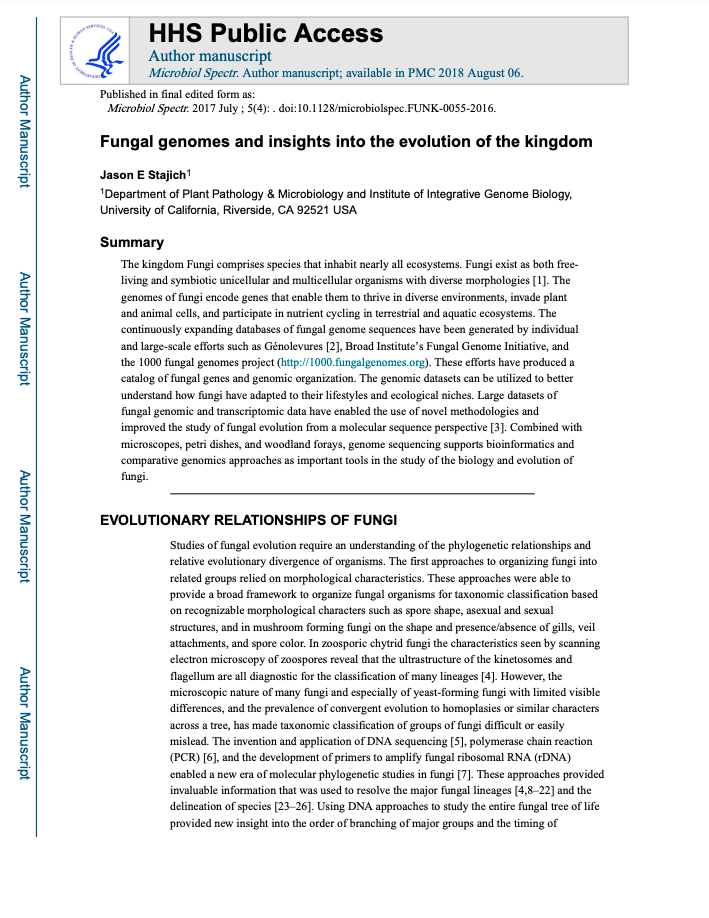 HHS Public Access
Author manuscript
Microbiol Spectr. Author manuscript; available in PMC 2018 August 06.
Published in final edited form as:
Microbiol Spectr. 2017 July ; 5(4): . doi:10.1128/microbiolspec.FUNK-0055-2016.
Fungal genomes and insights into the evolution of the kingdom
Jason E Stajich1
1Department of Plant Pathology & Microbiology and Institute of Integrative Genome Biology,
University of California, Riverside, CA 92521 USA
Summary
The kingdom Fungi comprises species that inhabit nearly all ecosystems. Fungi exist as both free-
living and symbiotic unicellular and multicellular organisms with diverse morphologies [1]. The
genomes of fungi encode genes that enable them to thrive in diverse environments, invade plant
and animal cells, and participate in nutrient cycling in terrestrial and aquatic ecosystems. The
continuously expanding databases of fungal genome sequences have been generated by individual
and large-scale efforts such as Génolevures [2], Broad Institute's Fungal Genome Initiative, and
the 1000 fungal genomes project (http://1000.fungalgenomes.org). These efforts have produced a
catalog of fungal genes and genomic organization. The genomic datasets can be utilized to better
understand how fungi have adapted to their lifestyles and ecological niches. Large datasets of
fungal genomic and transcriptomic data have enabled the use of novel methodologies and
improved the study of fungal evolution from a molecular sequence perspective [3]. Combined with
microscopes, petri dishes, and woodland forays, genome sequencing supports bioinformatics and
comparative genomics approaches as important tools in the study of the biology and evolution of
fungi.
EVOLUTIONARY RELATIONSHIPS OF FUNGI
Studies of fungal evolution require an understanding of the phylogenetic relationships and
relative evolutionary divergence of organisms. The first approaches to organizing fungi into
related groups relied on morphological characteristics. These approaches were able to
provide a broad framework to organize fungal organisms for taxonomic classification based
on recognizable morphological characters such as spore shape, asexual and sexual
structures, and in mushroom forming fungi on the shape and presence/absence of gills, veil
attachments, and spore color. In zoosporic chytrid fungi the characteristics seen by scanning
electron microscopy of zoospores reveal that the ultrastructure of the kinetosomes and
flagellum are all diagnostic for the classification of many lineages [4]. However, the
microscopic nature of many fungi and especially of yeast-forming fungi with limited visible
differences, and the prevalence of convergent evolution to homoplasies or similar characters
across a tree, has made taxonomic classification of groups of fungi difficult or easily
mislead. The invention and application of DNA sequencing [5], polymerase chain reaction
(PCR) [6], and the development of primers to amplify fungal ribosomal RNA (rDNA)
enabled a new era of molecular phylogenetic studies in fungi [7]. These approaches provided
invaluable information that was used to resolve the major fungal lineages [4,8–22] and the
delineation of species [23–26]. Using DNA approaches to study the entire fungal tree of life
provided new insight into the order of branching of major groups and the timing of
Author Manuscript
Author Manuscript
Author Manuscript
Author Manuscript